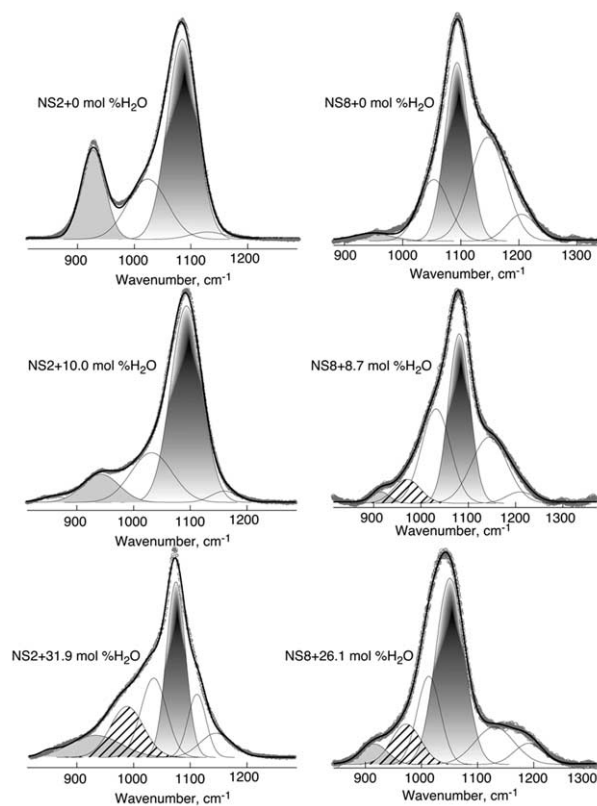 NS2+0 mol %H₂O
900 1000 1100 1200
Wavenumber, cm⁻¹
NS8+0 mol %H₂O
900 1000 1100 1200 1300
Wavenumber, cm⁻¹
NS2+10.0 mol %H₂O
900 1000 1100 1200
Wavenumber, cm⁻¹
NS8+8.7 mol %H₂O
900 1000 1100 1200 1300
Wavenumber, cm⁻¹
NS2+31.9 mol %H₂O
900 1000 1100 1200
Wavenumber, cm⁻¹
NS8+26.1 mol %H₂O
900 1000 1100 1200 1300
Wavenumber, cm⁻¹